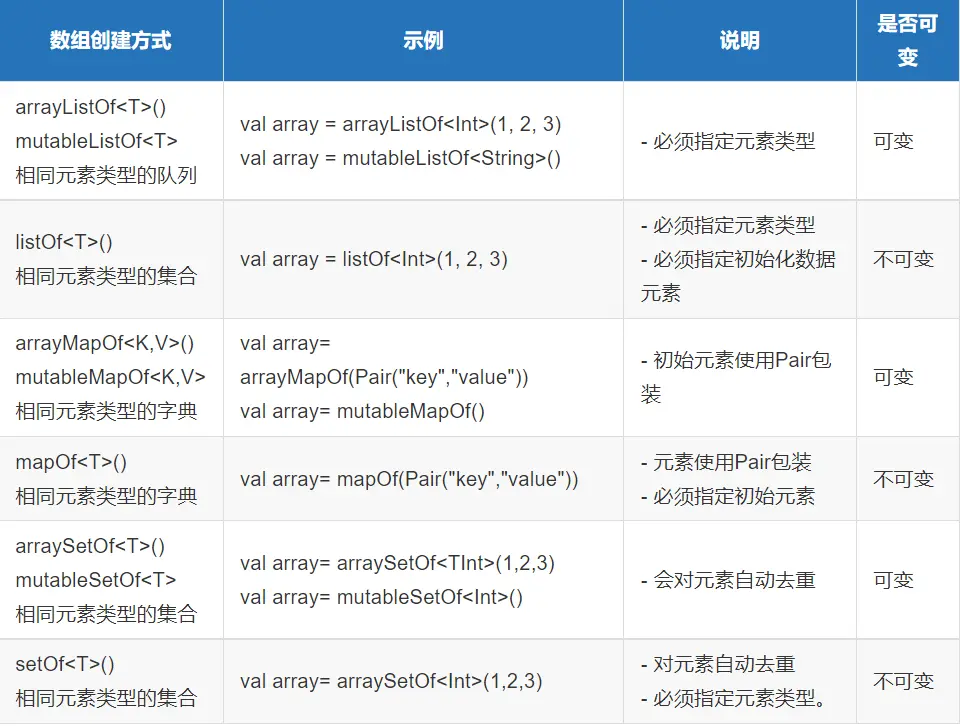 数组创建方式
示例
说明
是否可
变
arrayListOf<T>()
mutableListOf<T>
相同元素类型的队列
val array = arrayListOf<Int>(1, 2, 3)
val array = mutableListOf<String>()
- 必须指定元素类型
可变
listOf<T>()
相同元素类型的集合
val array = listOf<Int>(1, 2, 3)
- 必须指定元素类型
- 必须指定初始化数据
元素
不可变
arrayMapOf<K,V>()
mutableMapOf<K,V>
相同元素类型的字典
val array=
arrayMapOf(Pair("key","value"))
val array= mutableMapOf()
- 初始元素使用Pair包
装
可变
mapOf<T>()
相同元素类型的字典
val array= mapOf(Pair("key","value"))
- 元素使用Pair包装
- 必须指定初始元素
不可变
arraySetOf<T>()
mutableSetOf<T>
相同元素类型的集合
val array= arraySetOf<TInt>(1,2,3)
val array= mutableSetOf<Int>()
- 会对元素自动去重
可变
setOf<T>()
相同元素类型的集合
val array= arraySetOf<Int>(1,2,3)
- 对元素自动去重
- 必须指定元素类型。
不可变